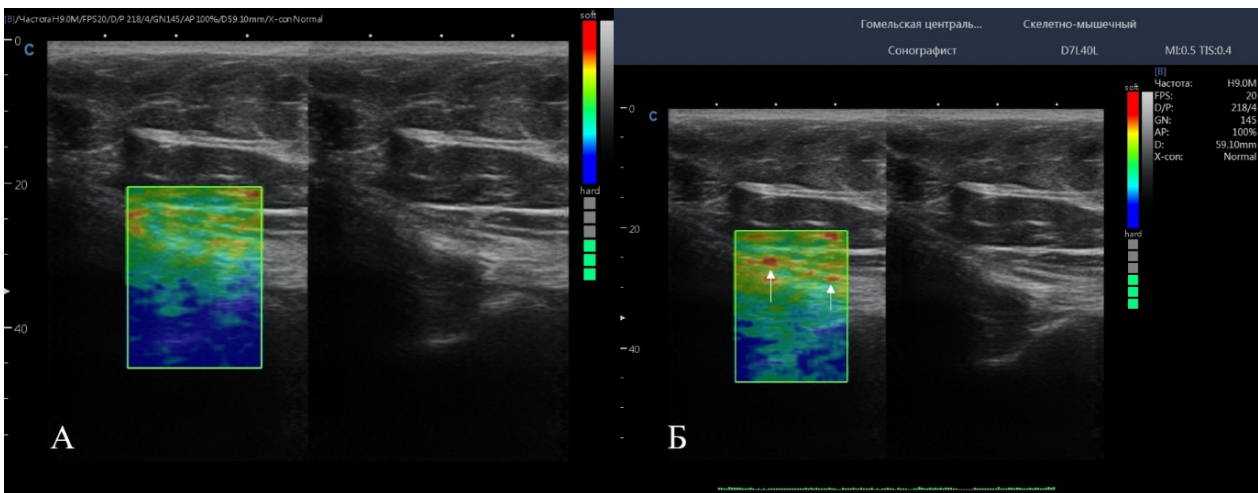 [B]/ЧастотаH9.0M/FPS20/D/P 218/4/GN145/AP100%/D59.10mm/X-con Normal
soft
0
C
20
hard
40
А
Гомельская централь...
Скелетно-мышечный
Сонографист
D7L40L
MI:0.5 TIS:0.4
[B]
Частота: H9.0M
FPS: 20
D/P: 218/4
GN: 145
AP: 100%
D: 59.10mm
X-con: Normal
soft
0
C
20
hard
40
Б